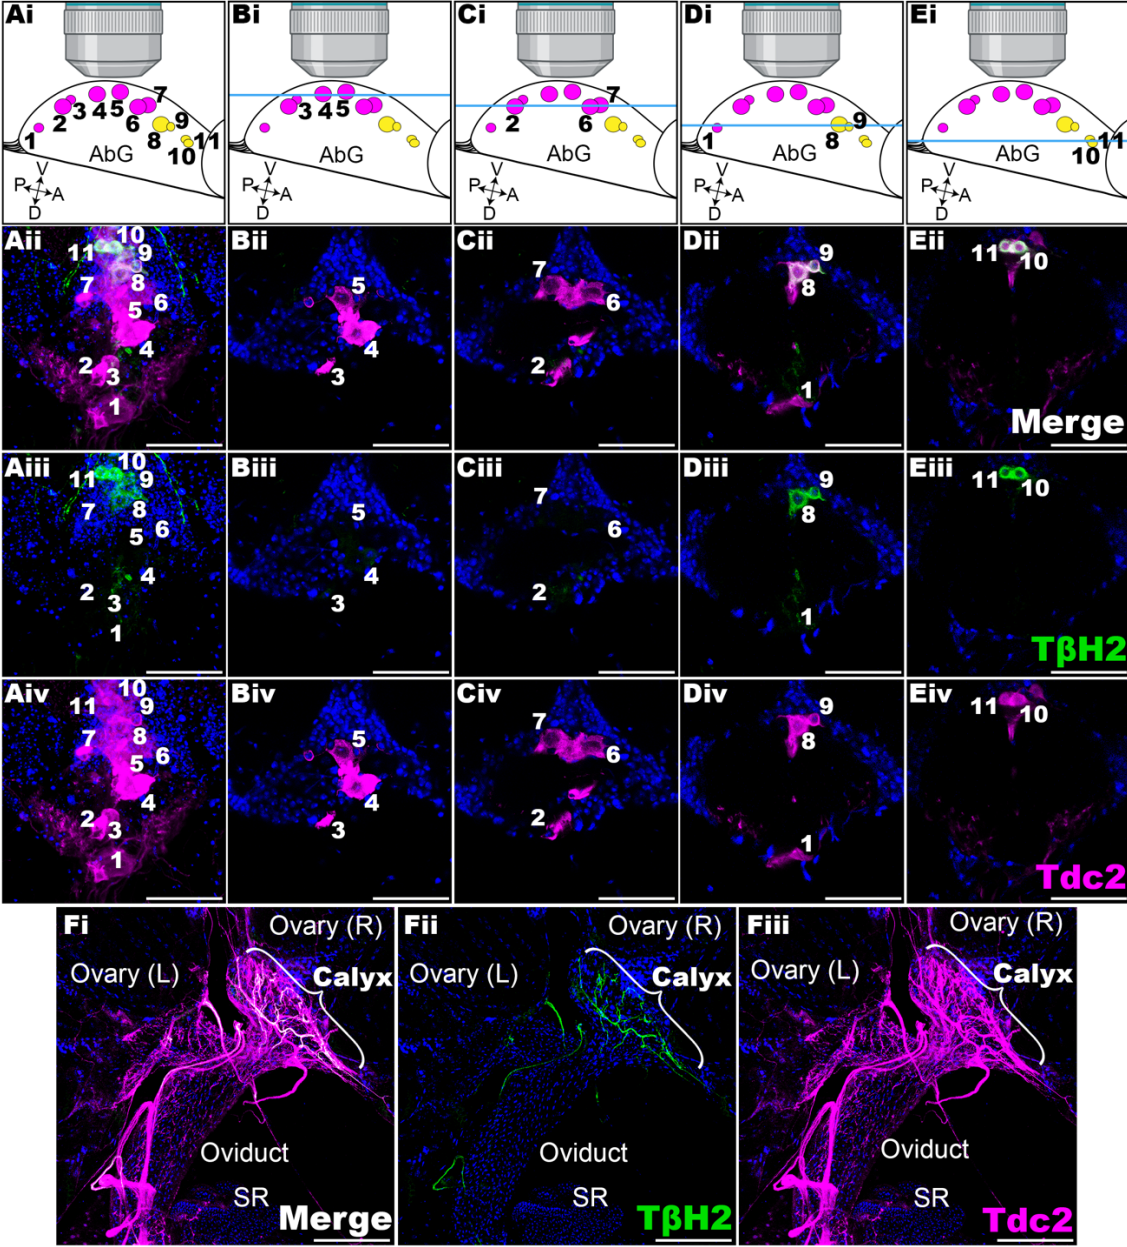 Ai
7
3 4 5
2 6 9
1 8 11
10
AbG
V
P A
D
Bi
3 4 5
AbG
V
P A
D
Ci
7
2 6
AbG
V
P A
D
Di
9
1 8
AbG
V
P A
D
Ei
11
10
AbG
V
P A
D
Aii
10
11 9
8
7 6
5
4
2
3
1
Bii
5
4
3
Cii
7
6
2
Dii
9
8
1
Eii
11 10
Merge
Aiii
10
11 9
8
7 6
5
4
2
3
1
Biii
5
4
3
Ciii
7
6
2
Diii
9
8
1
Eiii
11 10
TβH2
Aiv
10
11 9
8
7 6
5
4
2
3
1
Biv
5
4
3
Civ
7
6
2
Div
9
8
1
Eiv
11 10
Tdc2
Fi
Ovary (R)
Ovary (L)
Calyx
Oviduct
SR
Merge
Fii
Ovary (R)
Ovary (L)
Calyx
Oviduct
SR
TβH2
Fiii
Ovary (R)
Ovary (L)
Calyx
Oviduct
SR
Tdc2